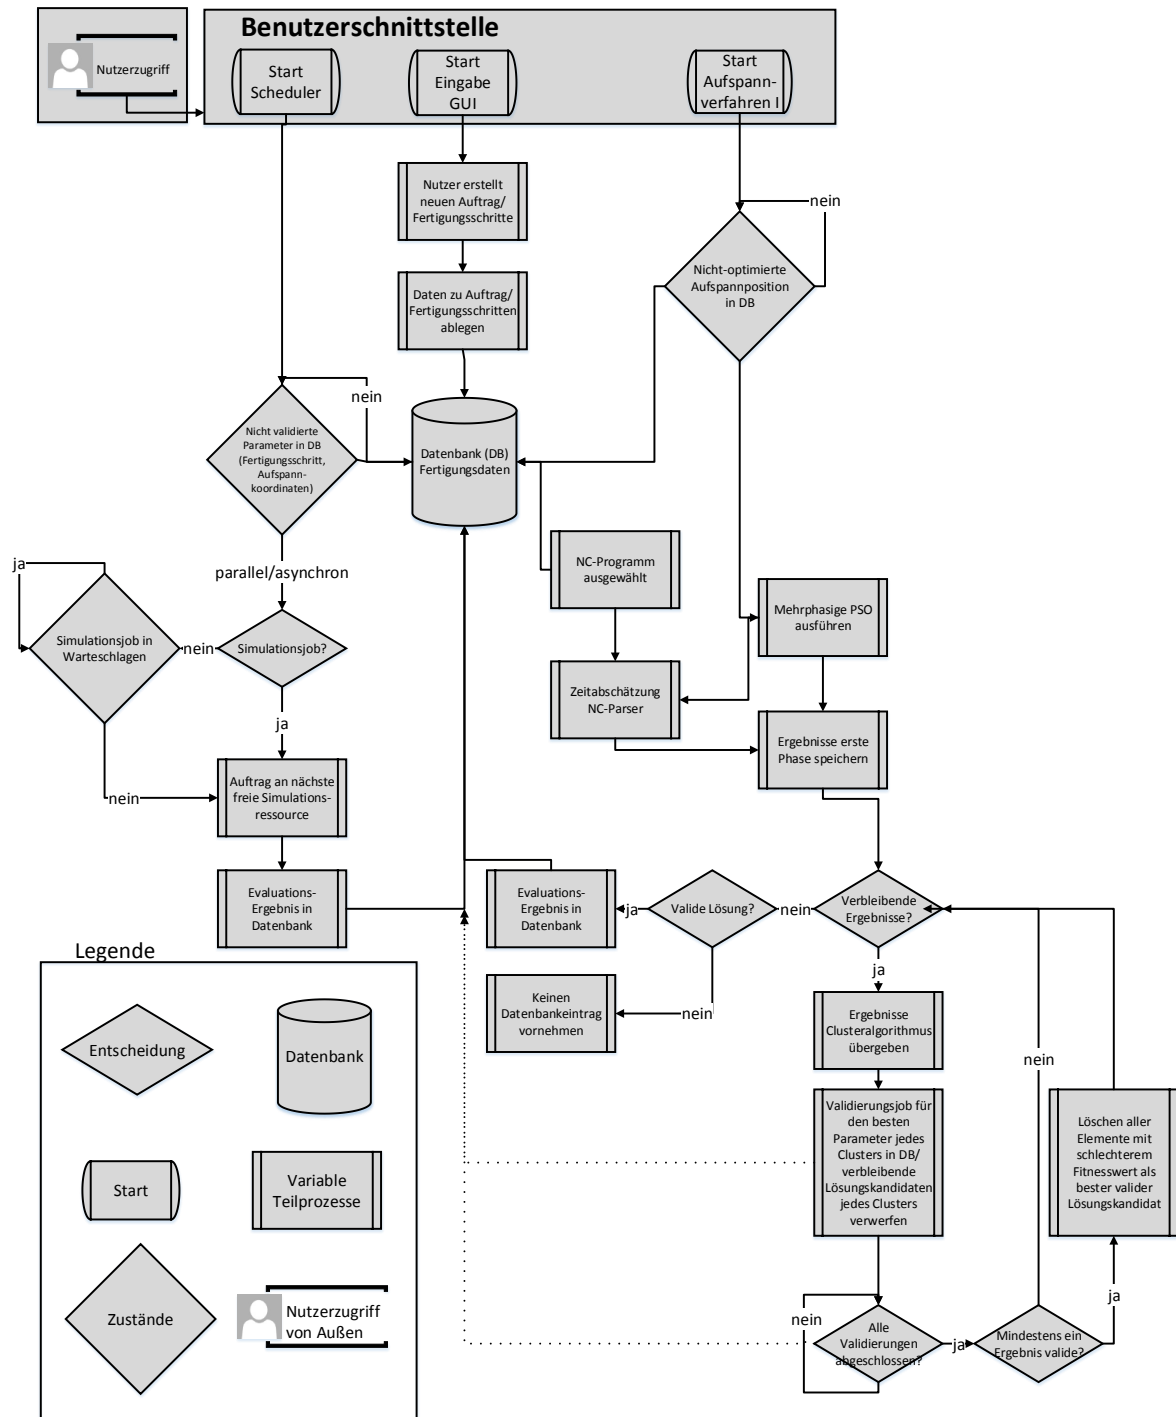 Benutzerschnittstelle
Nutzerzugriff
Start
Scheduler
Start
Eingabe
GUI
Start
Aufspann-
verfahren I
Nutzer erstellt
neuen Auftrag/
Fertigungsschritte
nein
Nicht-optimierte
Aufspannposition
in DB
Daten zu Auftrag/
Fertigungsschritten
ablegen
nein
Nicht validierte
Parameter in DB
(Fertigungsschritt,
Aufspann-
koordinaten)
Datenbank (DB)
Fertigungsdaten
parallel/asynchron
ja
NC-Programm
ausgewählt
Mehrphasige PSO
ausführen
Simulationsjob in
Warteschlagen
nein
Simulationsjob?
Zeitabschätzung
NC-Parser
ja
Ergebnisse erste
Phase speichern
nein
Auftrag an nächste
freie Simulations-
ressource
Evaluations-
Ergebnis in
Datenbank
Evaluations-
Ergebnis in
Datenbank
ja
Valide Lösung?
nein
Verbleibende
Ergebnisse?
ja
Keinen
Datenbankeintrag
vornehmen
nein
Ergebnisse
Clusteralgorithmus
übergeben
nein
Validierungsjob für
den besten
Parameter jedes
Clusters in DB/
verbleibende
Lösungskandidaten
jedes Clusters
verwerfen
Löschen aller
Elemente mit
schlechterem
Fitnesswert als
bester valider
Lösungskandidat
ja
nein
Alle
Validierungen
abgeschlossen?
ja
Mindestens ein
Ergebnis valide?
Legende
Entscheidung
Datenbank
Start
Variable
Teilprozesse
Zustände
Nutzerzugriff
von Außen